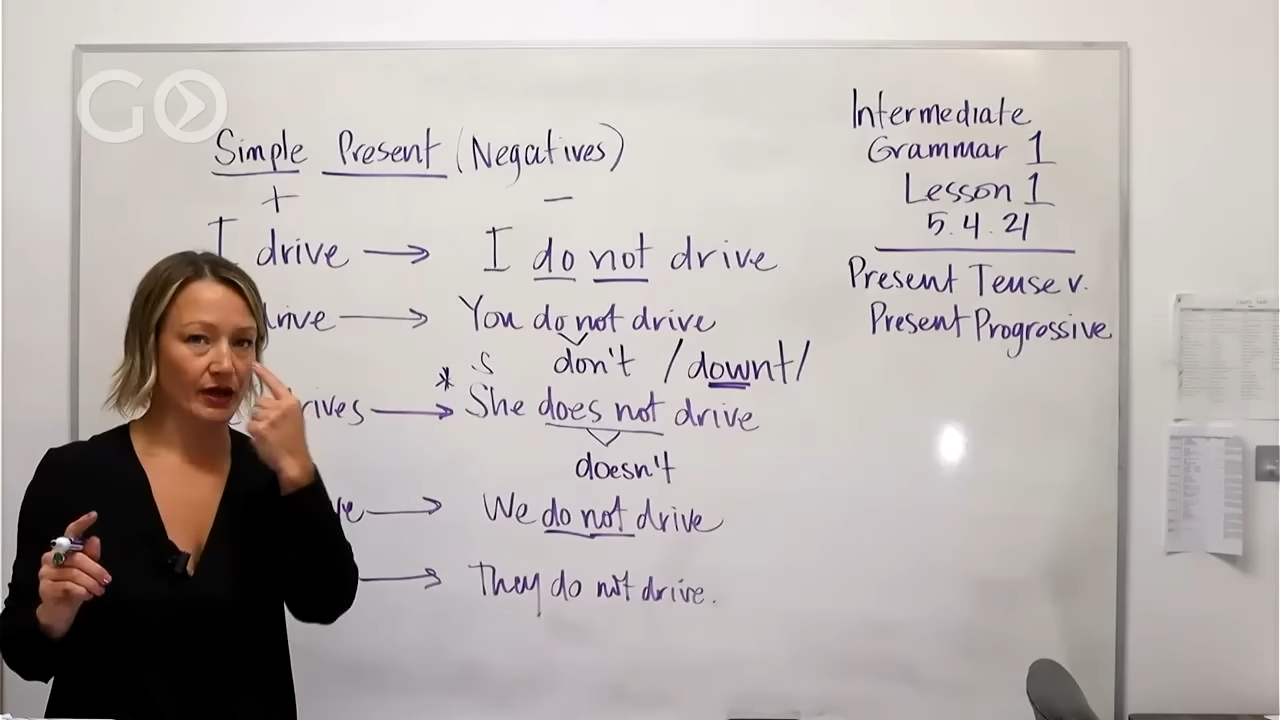 GO
Simple Present (Negatives)
+ –
I drive → I do not drive
drive → You do not drive
don't /downt/
s
* She does not drive
rives →
doesn't
ve → We do not drive
→ They do not drive.
Intermediate
Grammar 1
Lesson 1
5.4.21
Present Tense v.
Present Progressive